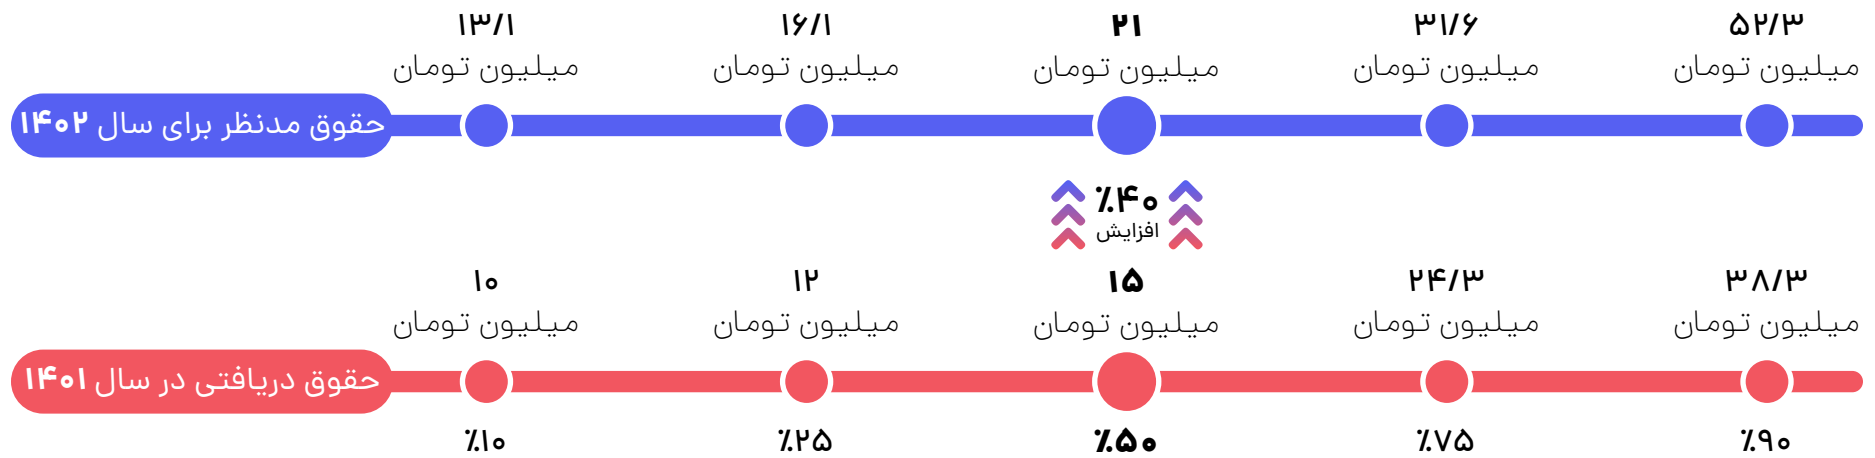 ۱۳/۱
میلیون تومان
۱۶/۱
میلیون تومان
۲۱
میلیون تومان
۳۱/۶
میلیون تومان
۵۲/۳
میلیون تومان
حقوق مدنظر برای سال ۱۴۰۲
٪۴۰
افزایش
۱۰
میلیون تومان
۱۲
میلیون تومان
۱۵
میلیون تومان
۲۴/۳
میلیون تومان
۳۸/۳
میلیون تومان
حقوق دریافتی در سال ۱۴۰۱
٪۱۰
٪۲۵
٪۵۰
٪۷۵
٪۹۰